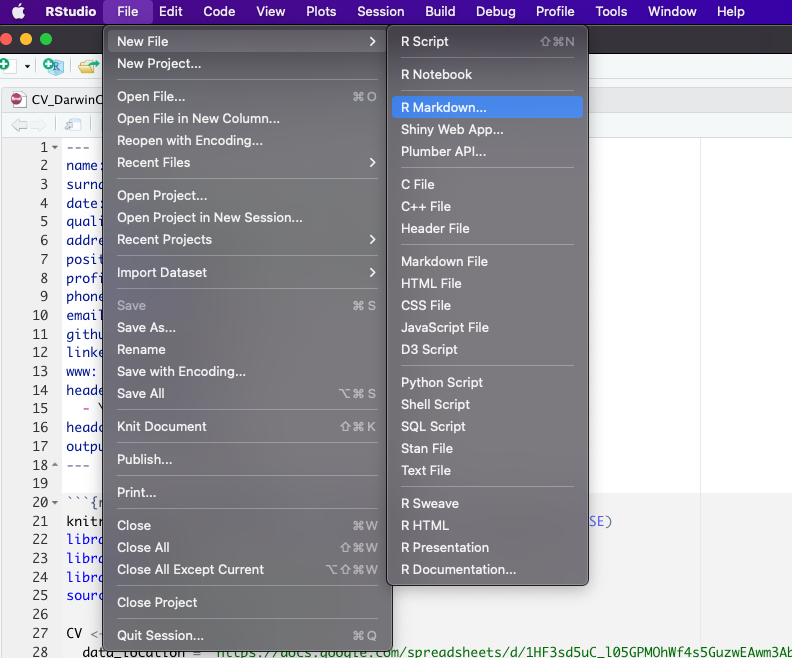 RStudio File Edit Code View Plots Session Build Debug Profile Tools Window Help
New File
New Project...
Open File... ⌘O
Open File in New Column...
Reopen with Encoding...
Recent Files
Open Project...
Open Project in New Session...
Recent Projects
Import Dataset
Save ⌘S
Save As...
Rename
Save with Encoding...
Save All ⌥⌘S
Knit Document ⇧⌘K
Publish...
Print...
Close ⌘W
Close All ⇧⌘W
Close All Except Current ⌥⇧⌘W
Close Project
Quit Session... ⌘Q
R Script ⇧⌘N
R Notebook
R Markdown...
Shiny Web App...
Plumber API...
C File
C++ File
Header File
Markdown File
HTML File
CSS File
JavaScript File
D3 Script
Python Script
Shell Script
SQL Script
Stan File
Text File
R Sweave
R HTML
R Presentation
R Documentation...
CV_Darwin
1 ---
2 name:
3 surna
4 date:
5 quali
6 addre
7 posit
8 profi
9 phone
10 email
11 githu
12 linke
13 www:
14 heade
15 -
16 heado
17 outpu
18 ---
19
20 ```{r
21 knitr SE)
22 libra
23 libra
24 libra
25 sourc
26
27 CV <-
28 data_location = "https://docs.google.com/spreadsheets/d/1HF3sd5uC_l05GPMOhWf4s5GuzwEAwm3Ab